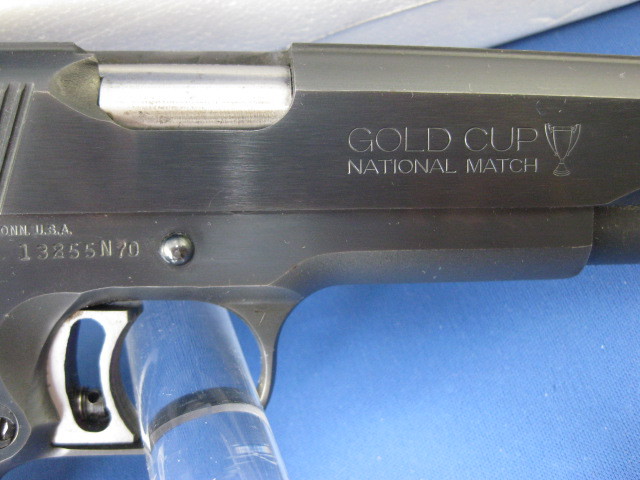 GOLD CUP
NATIONAL MATCH
ONN. U.S.A.
13255N70